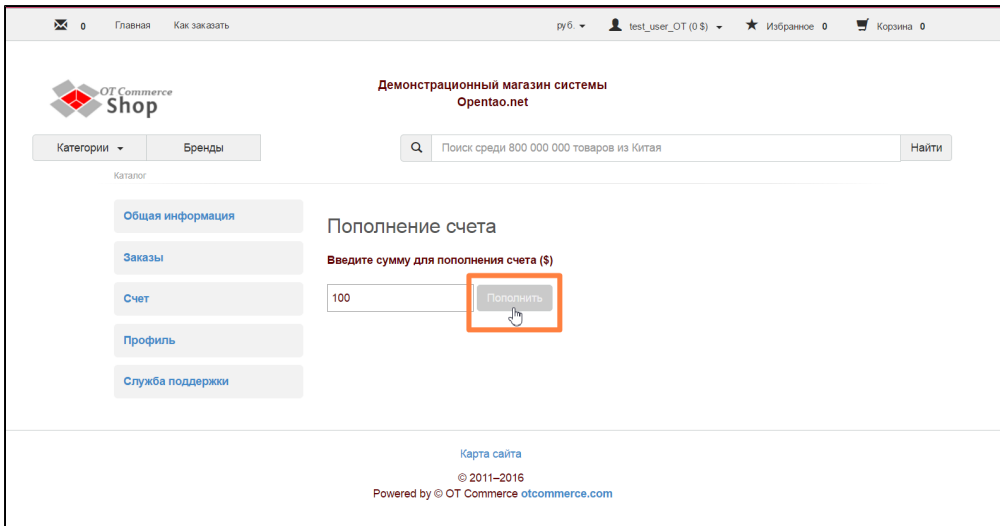 0 Главная Как заказать руб. test_user_OT (0 $) Избранное 0 Корзина 0
OT Commerce
Shop
Демонстрационный магазин системы
Opentao.net
Категории Бренды Поиск среди 800 000 000 товаров из Китая Найти
Каталог
Общая информация
Заказы
Счет
Профиль
Служба поддержки
Пополнение счета
Введите сумму для пополнения счета ($)
100 Пополнить
Карта сайта
© 2011–2016
Powered by © OT Commerce otcommerce.com